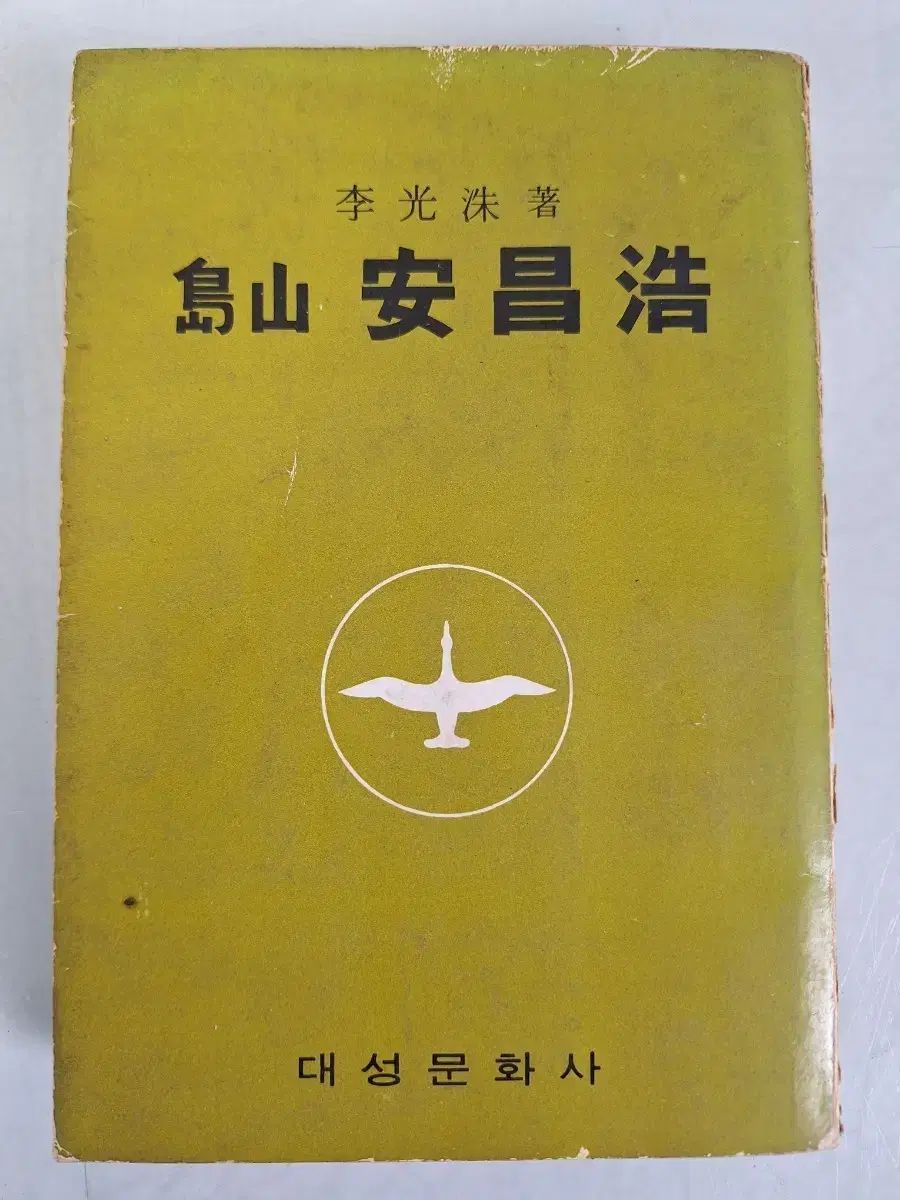 李光洙著
島山 安昌浩
대성문화사